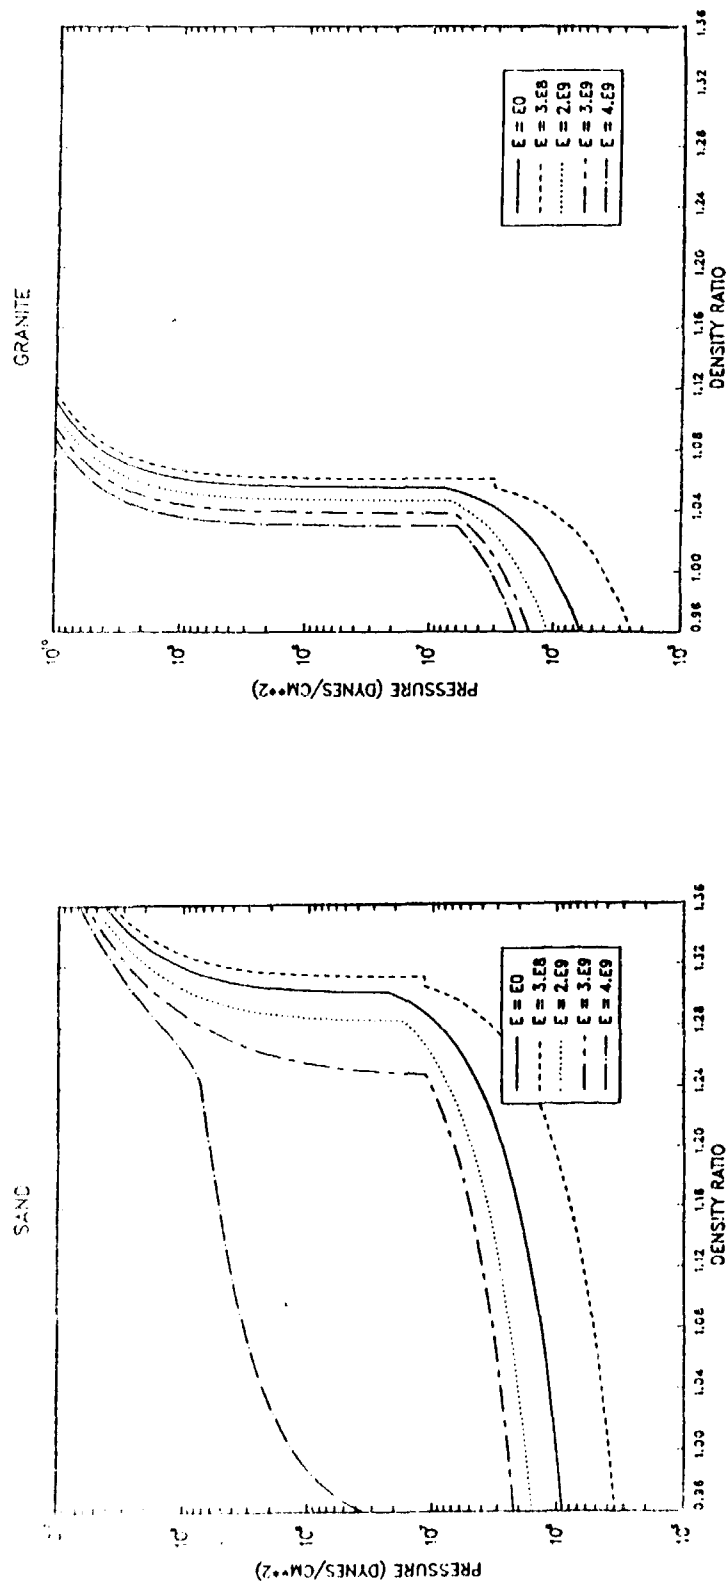 SAND
PRESSURE (DYNES/CM**2)
E = E0
E = 3.E8
E = 2.E9
E = 3.E9
E = 4.E9
0.96 1.00 1.04 1.08 1.12 1.16 1.20 1.24 1.28 1.32 1.36
DENSITY RATIO
GRANITE
PRESSURE (DYNES/CM**2)
E = E0
E = 3.E8
E = 2.E9
E = 3.E9
E = 4.E9
0.96 1.00 1.04 1.08 1.12 1.16 1.20 1.24 1.28 1.32 1.36
DENSITY RATIO